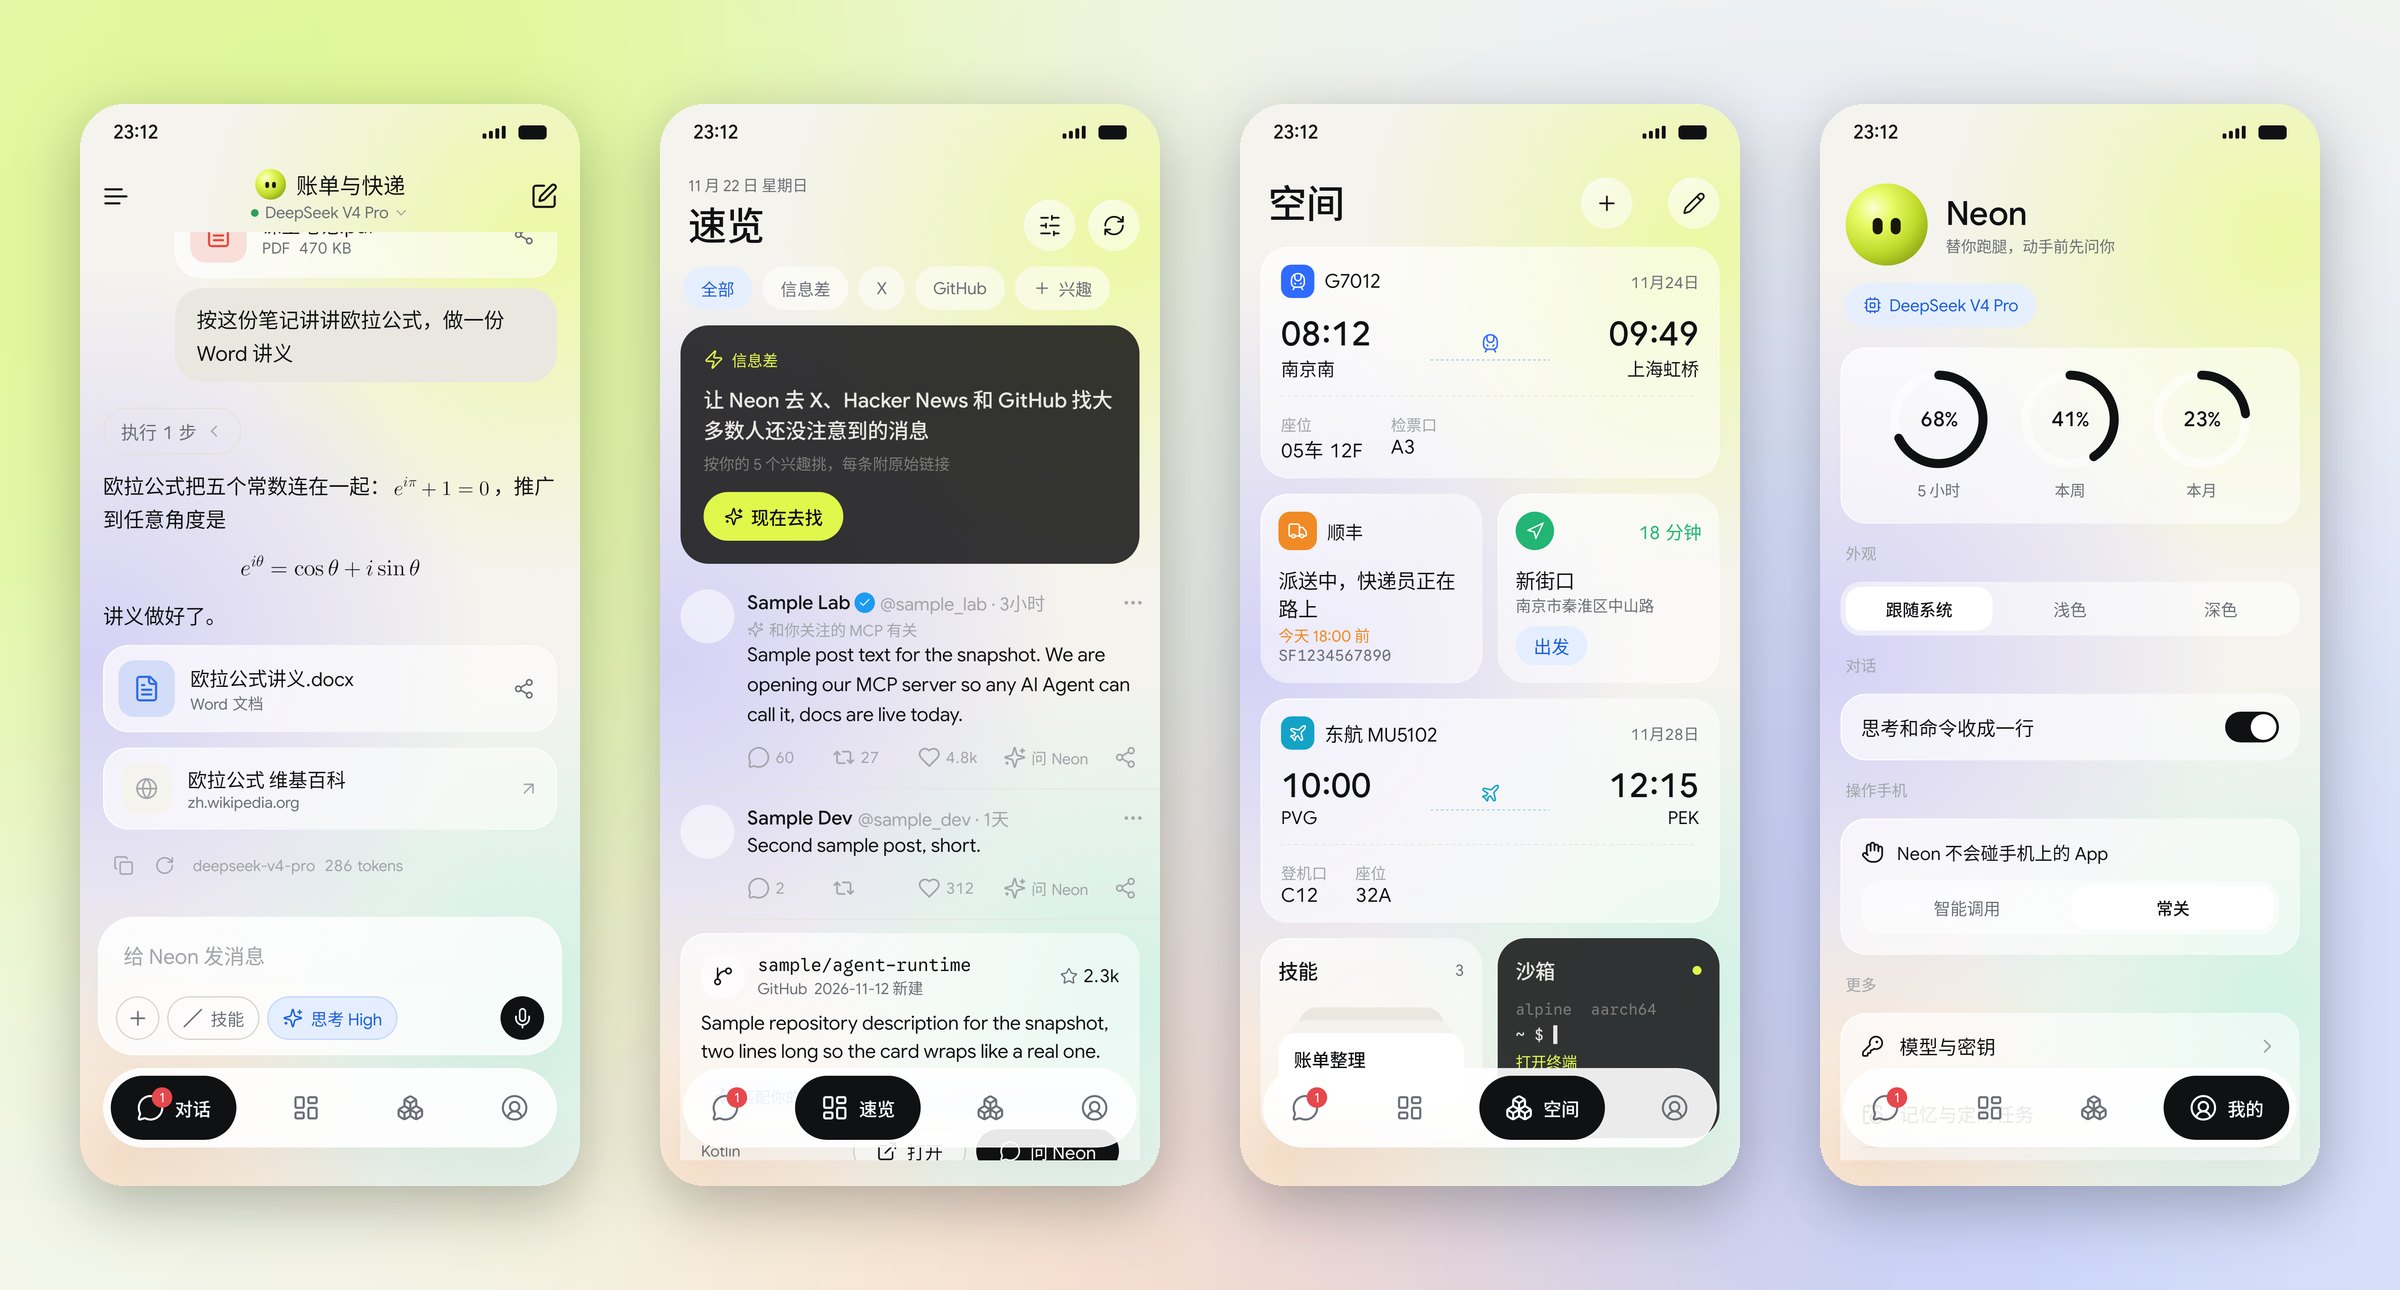 23:12
账单与快递
DeepSeek V4 Pro
PDF 470 KB
按这份笔记讲讲欧拉公式，做一份
Word 讲义
执行 1 步
欧拉公式把五个常数连在一起：e^{iπ} + 1 = 0，推广
到任意角度是
e^{iθ} = cos θ + i sin θ
讲义做好了。
欧拉公式讲义.docx
Word 文档
欧拉公式 维基百科
zh.wikipedia.org
deepseek-v4-pro 286 tokens
给 Neon 发消息
技能
思考 High
1
对话
23:12
11 月 22 日 星期日
速览
全部
信息差
X
GitHub
兴趣
信息差
让 Neon 去 X、Hacker News 和 GitHub 找大
多数人还没注意到的消息
按你的 5 个兴趣挑，每条附原始链接
现在去找
Sample Lab @sample_lab · 3小时
和你关注的 MCP 有关
Sample post text for the snapshot. We are
opening our MCP server so any AI Agent can
call it, docs are live today.
60 27 4.8k 问 Neon
Sample Dev @sample_dev · 1天
Second sample post, short.
2 312 问 Neon
sample/agent-runtime
GitHub 2026-11-12 新建
2.3k
Sample repository description for the snapshot,
two lines long so the card wraps like a real one.
1
速览
Kotlin
打开
问 Neon
23:12
空间
G7012
11月24日
08:12
09:49
南京南
上海虹桥
座位
检票口
05车 12F
A3
顺丰
派送中，快递员正在
路上
今天 18:00 前
SF1234567890
18 分钟
新街口
南京市秦淮区中山路
出发
东航 MU5102
11月28日
10:00
12:15
PVG
PEK
登机口
座位
C12
32A
技能
3
账单整理
沙箱
alpine aarch64
~ $
打开终端
1
空间
23:12
Neon
替你跑腿，动手前先问你
DeepSeek V4 Pro
68%
41%
23%
5 小时
本周
本月
外观
跟随系统
浅色
深色
对话
思考和命令收成一行
操作手机
Neon 不会碰手机上的 App
智能调用
常关
更多
模型与密钥
记忆与定时任务
1
我的